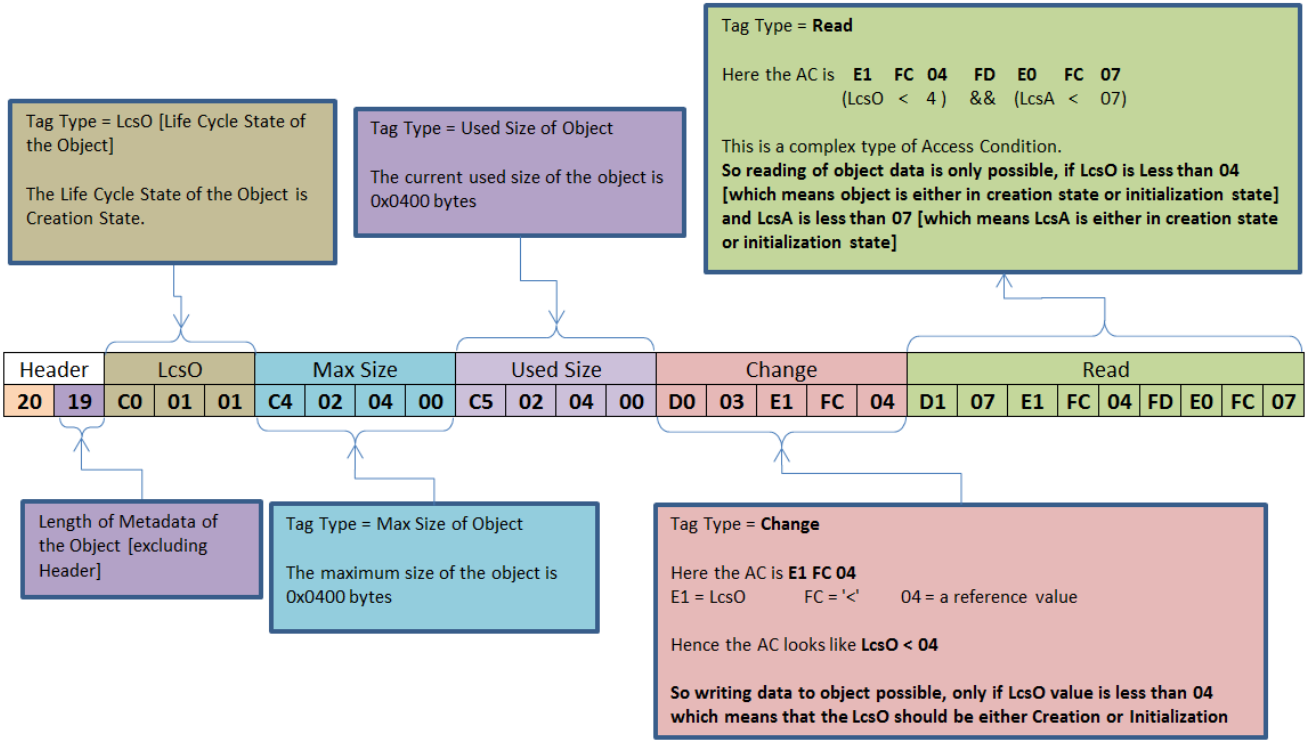 Tag Type = Read
Here the AC is E1 FC 04 FD E0 FC 07
(LcsO < 4 ) && (LcsA < 07)
This is a complex type of Access Condition.
So reading of object data is only possible, if LcsO is Less than 04
[which means object is either in creation state or initialization state]
and LcsA is less than 07 [which means LcsA is either in creation state
or initialization state]
Tag Type = LcsO [Life Cycle State of
the Object]
The Life Cycle State of the Object is
Creation State.
Tag Type = Used Size of Object
The current used size of the object is
0x0400 bytes
Header LcsO Max Size Used Size Change Read
20 19 C0 01 01 C4 02 04 00 C5 02 04 00 D0 03 E1 FC 04 D1 07 E1 FC 04 FD E0 FC 07
Length of Metadata of
the Object [excluding
Header]
Tag Type = Max Size of Object
The maximum size of the object is
0x0400 bytes
Tag Type = Change
Here the AC is E1 FC 04
E1 = LcsO FC = '<' 04 = a reference value
Hence the AC looks like LcsO < 04
So writing data to object possible, only if LcsO value is less than 04
which means that the LcsO should be either Creation or Initialization